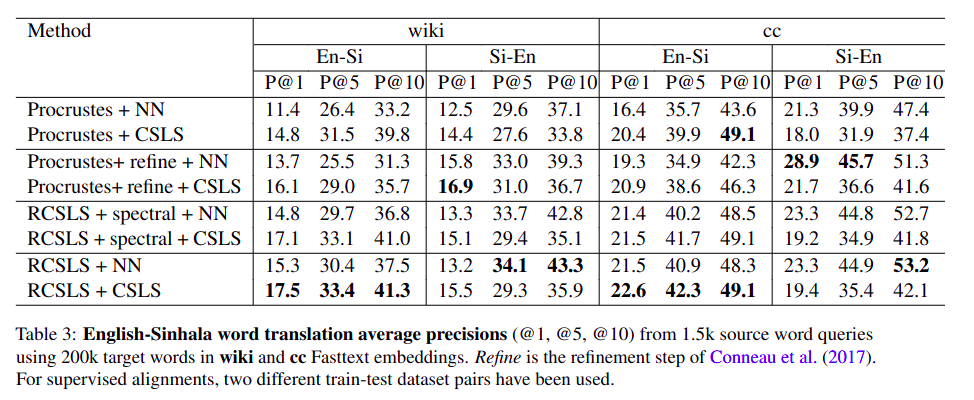 Method wiki cc
En-Si Si-En En-Si Si-En
P@1 P@5 P@10 P@1 P@5 P@10 P@1 P@5 P@10 P@1 P@5 P@10
Procrustes + NN 11.4 26.4 33.2 12.5 29.6 37.1 16.4 35.7 43.6 21.3 39.9 47.4
Procrustes + CSLS 14.8 31.5 39.8 14.4 27.6 33.8 20.4 39.9 49.1 18.0 31.9 37.4
Procrustes+ refine + NN 13.7 25.5 31.3 15.8 33.0 39.3 19.3 34.9 42.3 28.9 45.7 51.3
Procrustes+ refine + CSLS 16.1 29.0 35.7 16.9 31.0 36.7 20.9 38.6 46.3 21.7 36.6 41.6
RCSLS + spectral + NN 14.8 29.7 36.8 13.3 33.7 42.8 21.4 40.2 48.5 23.3 44.8 52.7
RCSLS + spectral + CSLS 17.1 33.1 41.0 15.1 29.4 35.1 21.5 41.7 49.1 19.2 34.9 41.8
RCSLS + NN 15.3 30.4 37.5 13.2 34.1 43.3 21.5 40.9 48.3 23.3 44.9 53.2
RCSLS + CSLS 17.5 33.4 41.3 15.5 29.3 35.9 22.6 42.3 49.1 19.4 35.4 42.1
Table 3: English-Sinhala word translation average precisions (@1, @5, @10) from 1.5k source word queries
using 200k target words in wiki and cc Fasttext embeddings. Refine is the refinement step of Conneau et al. (2017).
For supervised alignments, two different train-test dataset pairs have been used.